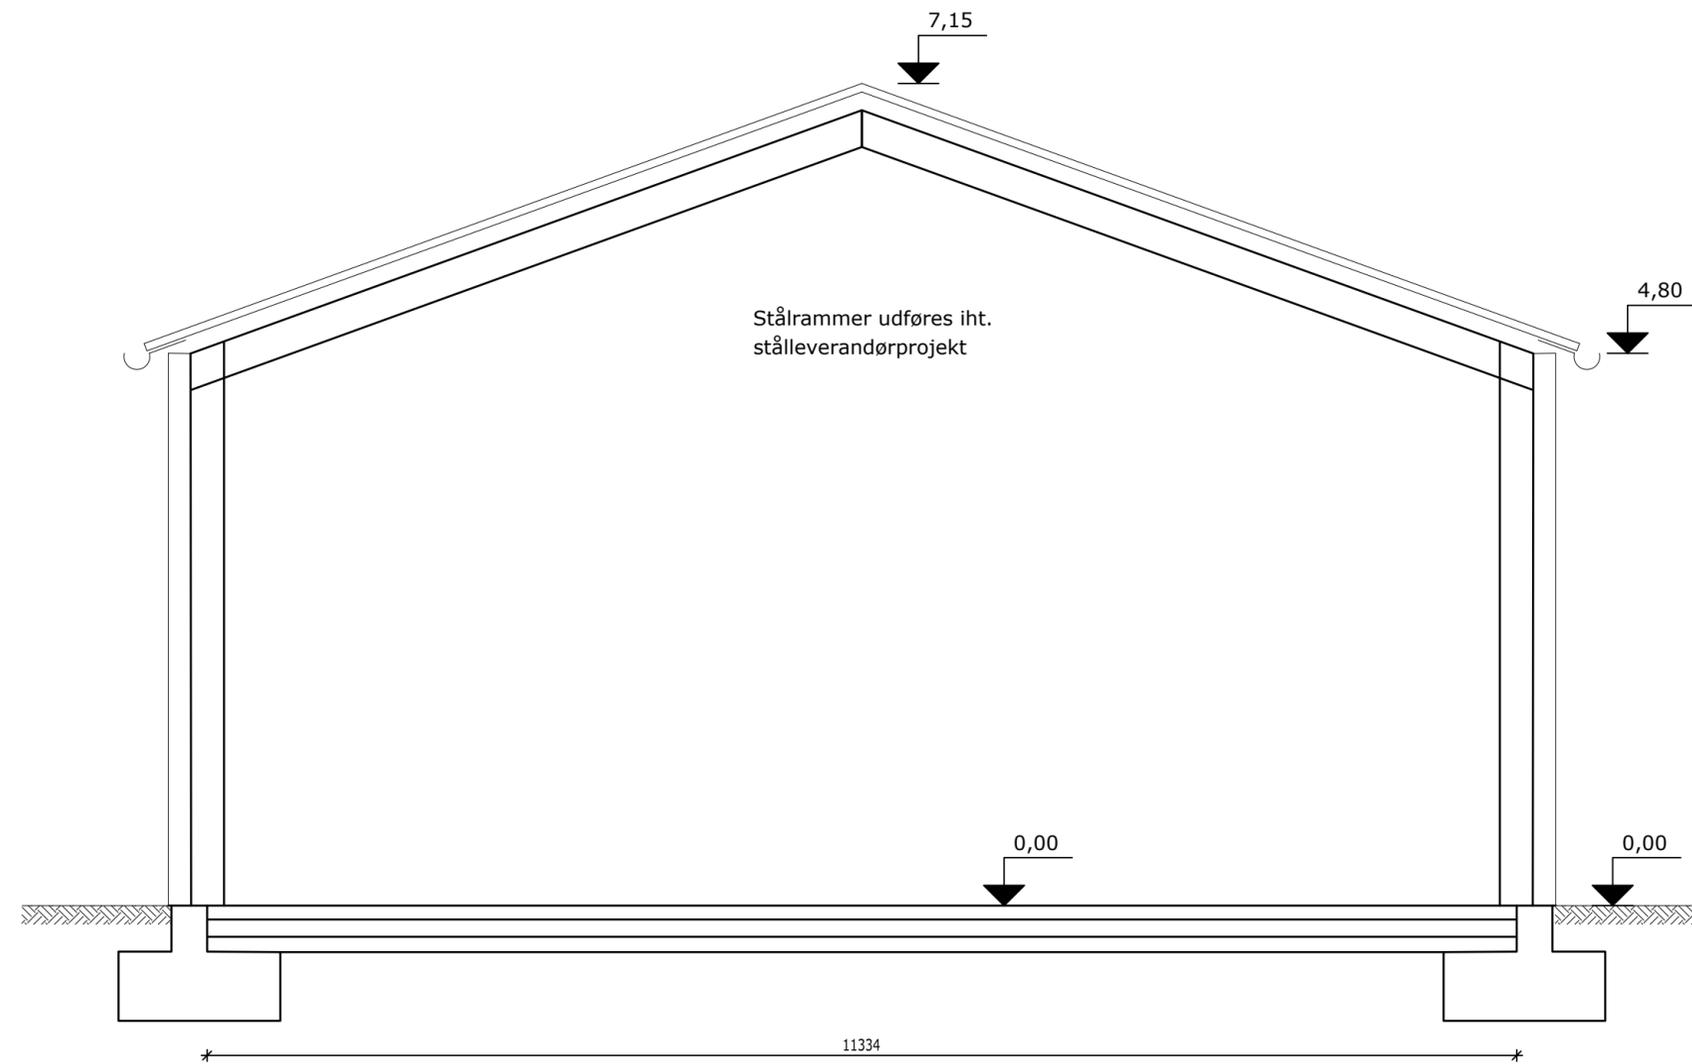 7,15
4,80
Stålrammer udføres iht.
stålleverandørprojekt
0,00
0,00
11334